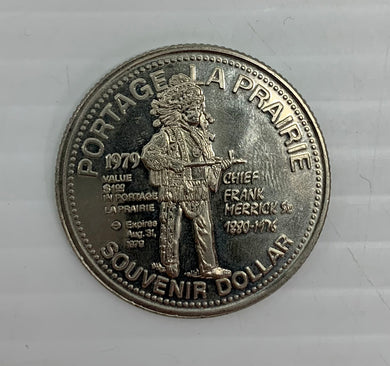 PORTAGE LA PRAIRIE
1979
VALUE
$1.00
IN PORTAGE
LA PRAIRIE
Expires
Aug. 31,
1979
CHIEF
FRANK
MERRICK Sr.
1880-1976
SOUVENIR DOLLAR